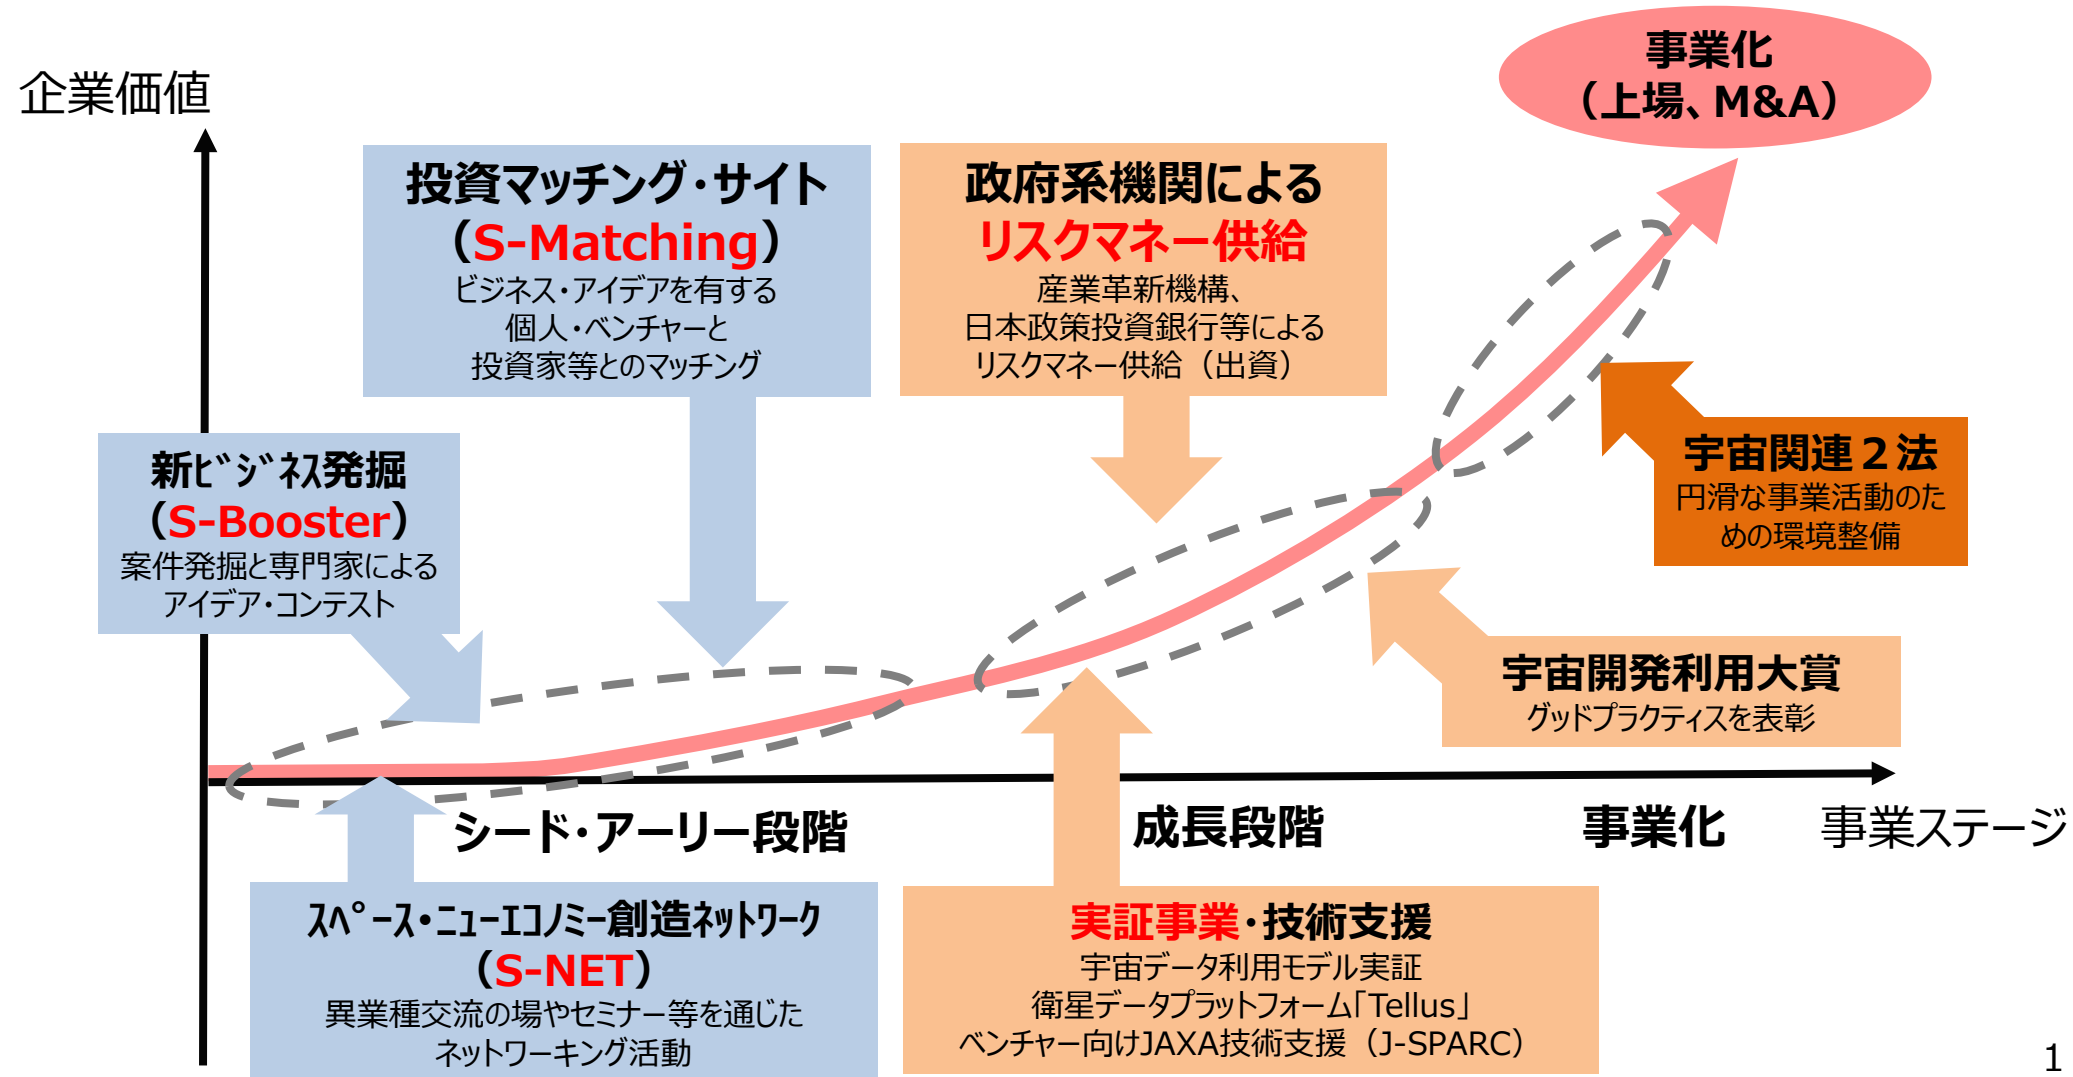 企業価値
事業化
（上場、M&A）
投資マッチング・サイト
（S-Matching）
ビジネス・アイデアを有する
個人・ベンチャーと
投資家等とのマッチング
政府系機関による
リスクマネー供給
産業革新機構、
日本政策投資銀行等による
リスクマネー供給（出資）
新ﾋﾞｼﾞﾈｽ発掘
（S-Booster）
案件発掘と専門家による
アイデア・コンテスト
宇宙関連２法
円滑な事業活動のた
めの環境整備
宇宙開発利用大賞
グッドプラクティスを表彰
シード・アーリー段階
成長段階
事業化
事業ステージ
ｽﾍﾟｰｽ・ﾆｭｰｴｺﾉﾐｰ創造ﾈｯﾄﾜｰｸ
（S-NET）
異業種交流の場やセミナー等を通じた
ネットワーキング活動
実証事業・技術支援
宇宙データ利用モデル実証
衛星データプラットフォーム「Tellus」
ベンチャー向けJAXA技術支援（J-SPARC）
1